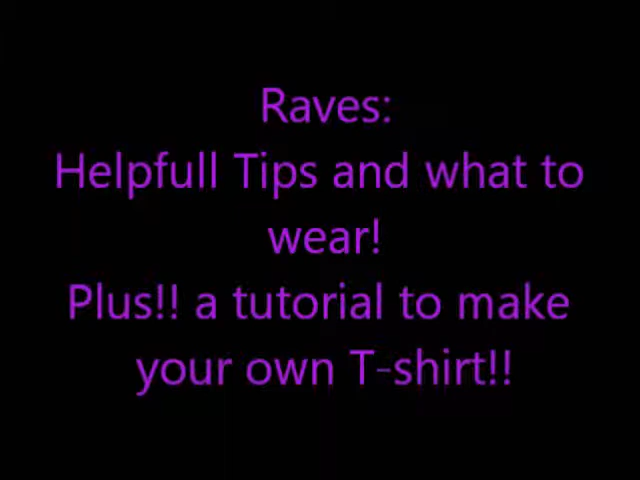 Raves:
Helpfull Tips and what to
wear!
Plus!! a tutorial to make
your own T-shirt!!